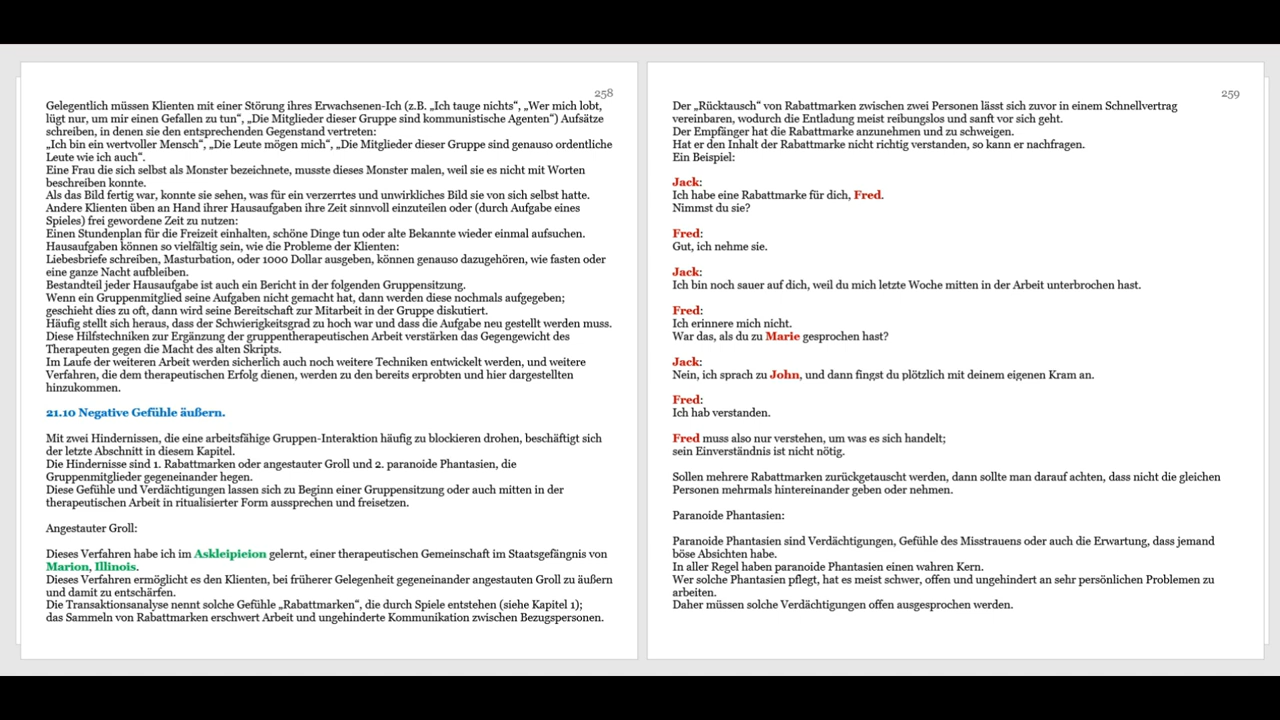 258
Gelegentlich müssen Klienten mit einer Störung ihres Erwachsenen-Ich (z.B. „Ich tauge nichts“, „Wer mich lobt,
lügt nur, um mir einen Gefallen zu tun“, „Die Mitglieder dieser Gruppe sind kommunistische Agenten“) Aufsätze
schreiben, in denen sie den entsprechenden Gegenstand vertreten:
„Ich bin ein wertvoller Mensch“, „Die Leute mögen mich“, „Die Mitglieder dieser Gruppe sind genauso ordentliche
Leute wie ich auch“.
Eine Frau die sich selbst als Monster bezeichnete, musste dieses Monster malen, weil sie es nicht mit Worten
beschreiben konnte.
Als das Bild fertig war, konnte sie sehen, was für ein verzerrtes und unwirkliches Bild sie von sich selbst hatte.
Andere Klienten üben an Hand ihrer Hausaufgaben ihre Zeit sinnvoll einzuteilen oder (durch Aufgabe eines
Spieles) frei gewordene Zeit zu nutzen:
Einen Stundenplan für die Freizeit einhalten, schöne Dinge tun oder alte Bekannte wieder einmal aufsuchen.
Hausaufgaben können so vielfältig sein, wie die Probleme der Klienten:
Liebesbriefe schreiben, Masturbation, oder 1000 Dollar ausgeben, können genauso dazugehören, wie fasten oder
eine ganze Nacht aufbleiben.
Bestandteil jeder Hausaufgabe ist auch ein Bericht in der folgenden Gruppensitzung.
Wenn ein Gruppenmitglied seine Aufgaben nicht gemacht hat, dann werden diese nochmals aufgegeben;
geschieht dies zu oft, dann wird seine Bereitschaft zur Mitarbeit in der Gruppe diskutiert.
Häufig stellt sich heraus, dass der Schwierigkeitsgrad zu hoch war und dass die Aufgabe neu gestellt werden muss.
Diese Hilfstechniken zur Ergänzung der gruppentherapeutischen Arbeit verstärken das Gegengewicht des
Therapeuten gegen die Macht des alten Skripts.
Im Laufe der weiteren Arbeit werden sicherlich auch noch weitere Techniken entwickelt werden, und weitere
Verfahren, die dem therapeutischen Erfolg dienen, werden zu den bereits erprobten und hier dargestellten
hinzukommen.
21.10 Negative Gefühle äußern.
Mit zwei Hindernissen, die eine arbeitsfähige Gruppen-Interaktion häufig zu blockieren drohen, beschäftigt sich
der letzte Abschnitt in diesem Kapitel.
Die Hindernisse sind 1. Rabattmarken oder angestauter Groll und 2. paranoide Phantasien, die
Gruppenmitglieder gegeneinander hegen.
Diese Gefühle und Verdächtigungen lassen sich zu Beginn einer Gruppensitzung oder auch mitten in der
therapeutischen Arbeit in ritualisierter Form aussprechen und freisetzen.
Angestauter Groll:
Dieses Verfahren habe ich im Askleipieion gelernt, einer therapeutischen Gemeinschaft im Staatsgefängnis von
Marion, Illinois.
Dieses Verfahren ermöglicht es den Klienten, bei früherer Gelegenheit gegeneinander angestauten Groll zu äußern
und damit zu entschärfen.
Die Transaktionsanalyse nennt solche Gefühle „Rabattmarken“, die durch Spiele entstehen (siehe Kapitel 1);
das Sammeln von Rabattmarken erschwert Arbeit und ungehinderte Kommunikation zwischen Bezugspersonen.
259
Der „Rücktausch“ von Rabattmarken zwischen zwei Personen lässt sich zuvor in einem Schnellvertrag
vereinbaren, wodurch die Entladung meist reibungslos und sanft vor sich geht.
Der Empfänger hat die Rabattmarke anzunehmen und zu schweigen.
Hat er den Inhalt der Rabattmarke nicht richtig verstanden, so kann er nachfragen.
Ein Beispiel:
Jack:
Ich habe eine Rabattmarke für dich, Fred.
Nimmst du sie?
Fred:
Gut, ich nehme sie.
Jack:
Ich bin noch sauer auf dich, weil du mich letzte Woche mitten in der Arbeit unterbrochen hast.
Fred:
Ich erinnere mich nicht.
War das, als du zu Marie gesprochen hast?
Jack:
Nein, ich sprach zu John, und dann fingst du plötzlich mit deinem eigenen Kram an.
Fred:
Ich hab verstanden.
Fred muss also nur verstehen, um was es sich handelt;
sein Einverständnis ist nicht nötig.
Sollen mehrere Rabattmarken zurückgetauscht werden, dann sollte man darauf achten, dass nicht die gleichen
Personen mehrmals hintereinander geben oder nehmen.
Paranoide Phantasien:
Paranoide Phantasien sind Verdächtigungen, Gefühle des Misstrauens oder auch die Erwartung, dass jemand
böse Absichten habe.
In aller Regel haben paranoide Phantasien einen wahren Kern.
Wer solche Phantasien pflegt, hat es meist schwer, offen und ungehindert an sehr persönlichen Problemen zu
arbeiten.
Daher müssen solche Verdächtigungen offen ausgesprochen werden.